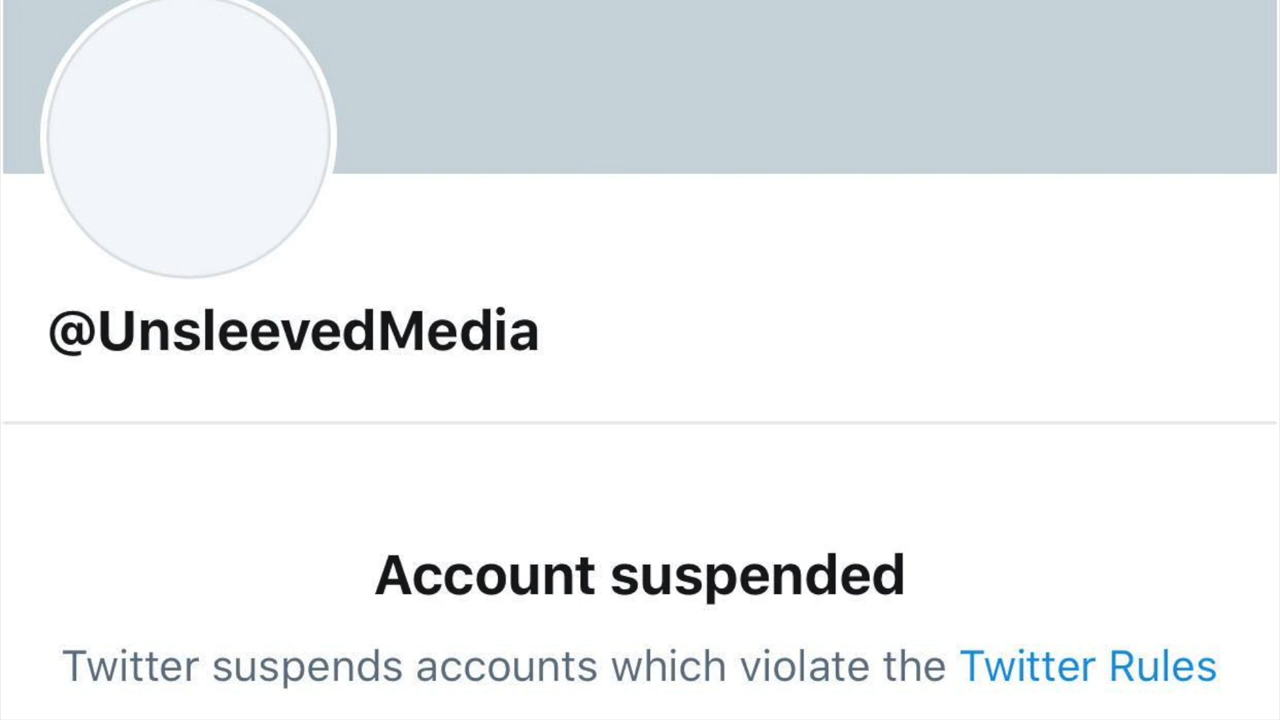 @UnsleevedMedia
Account suspended
Twitter suspends accounts which violate the Twitter Rules